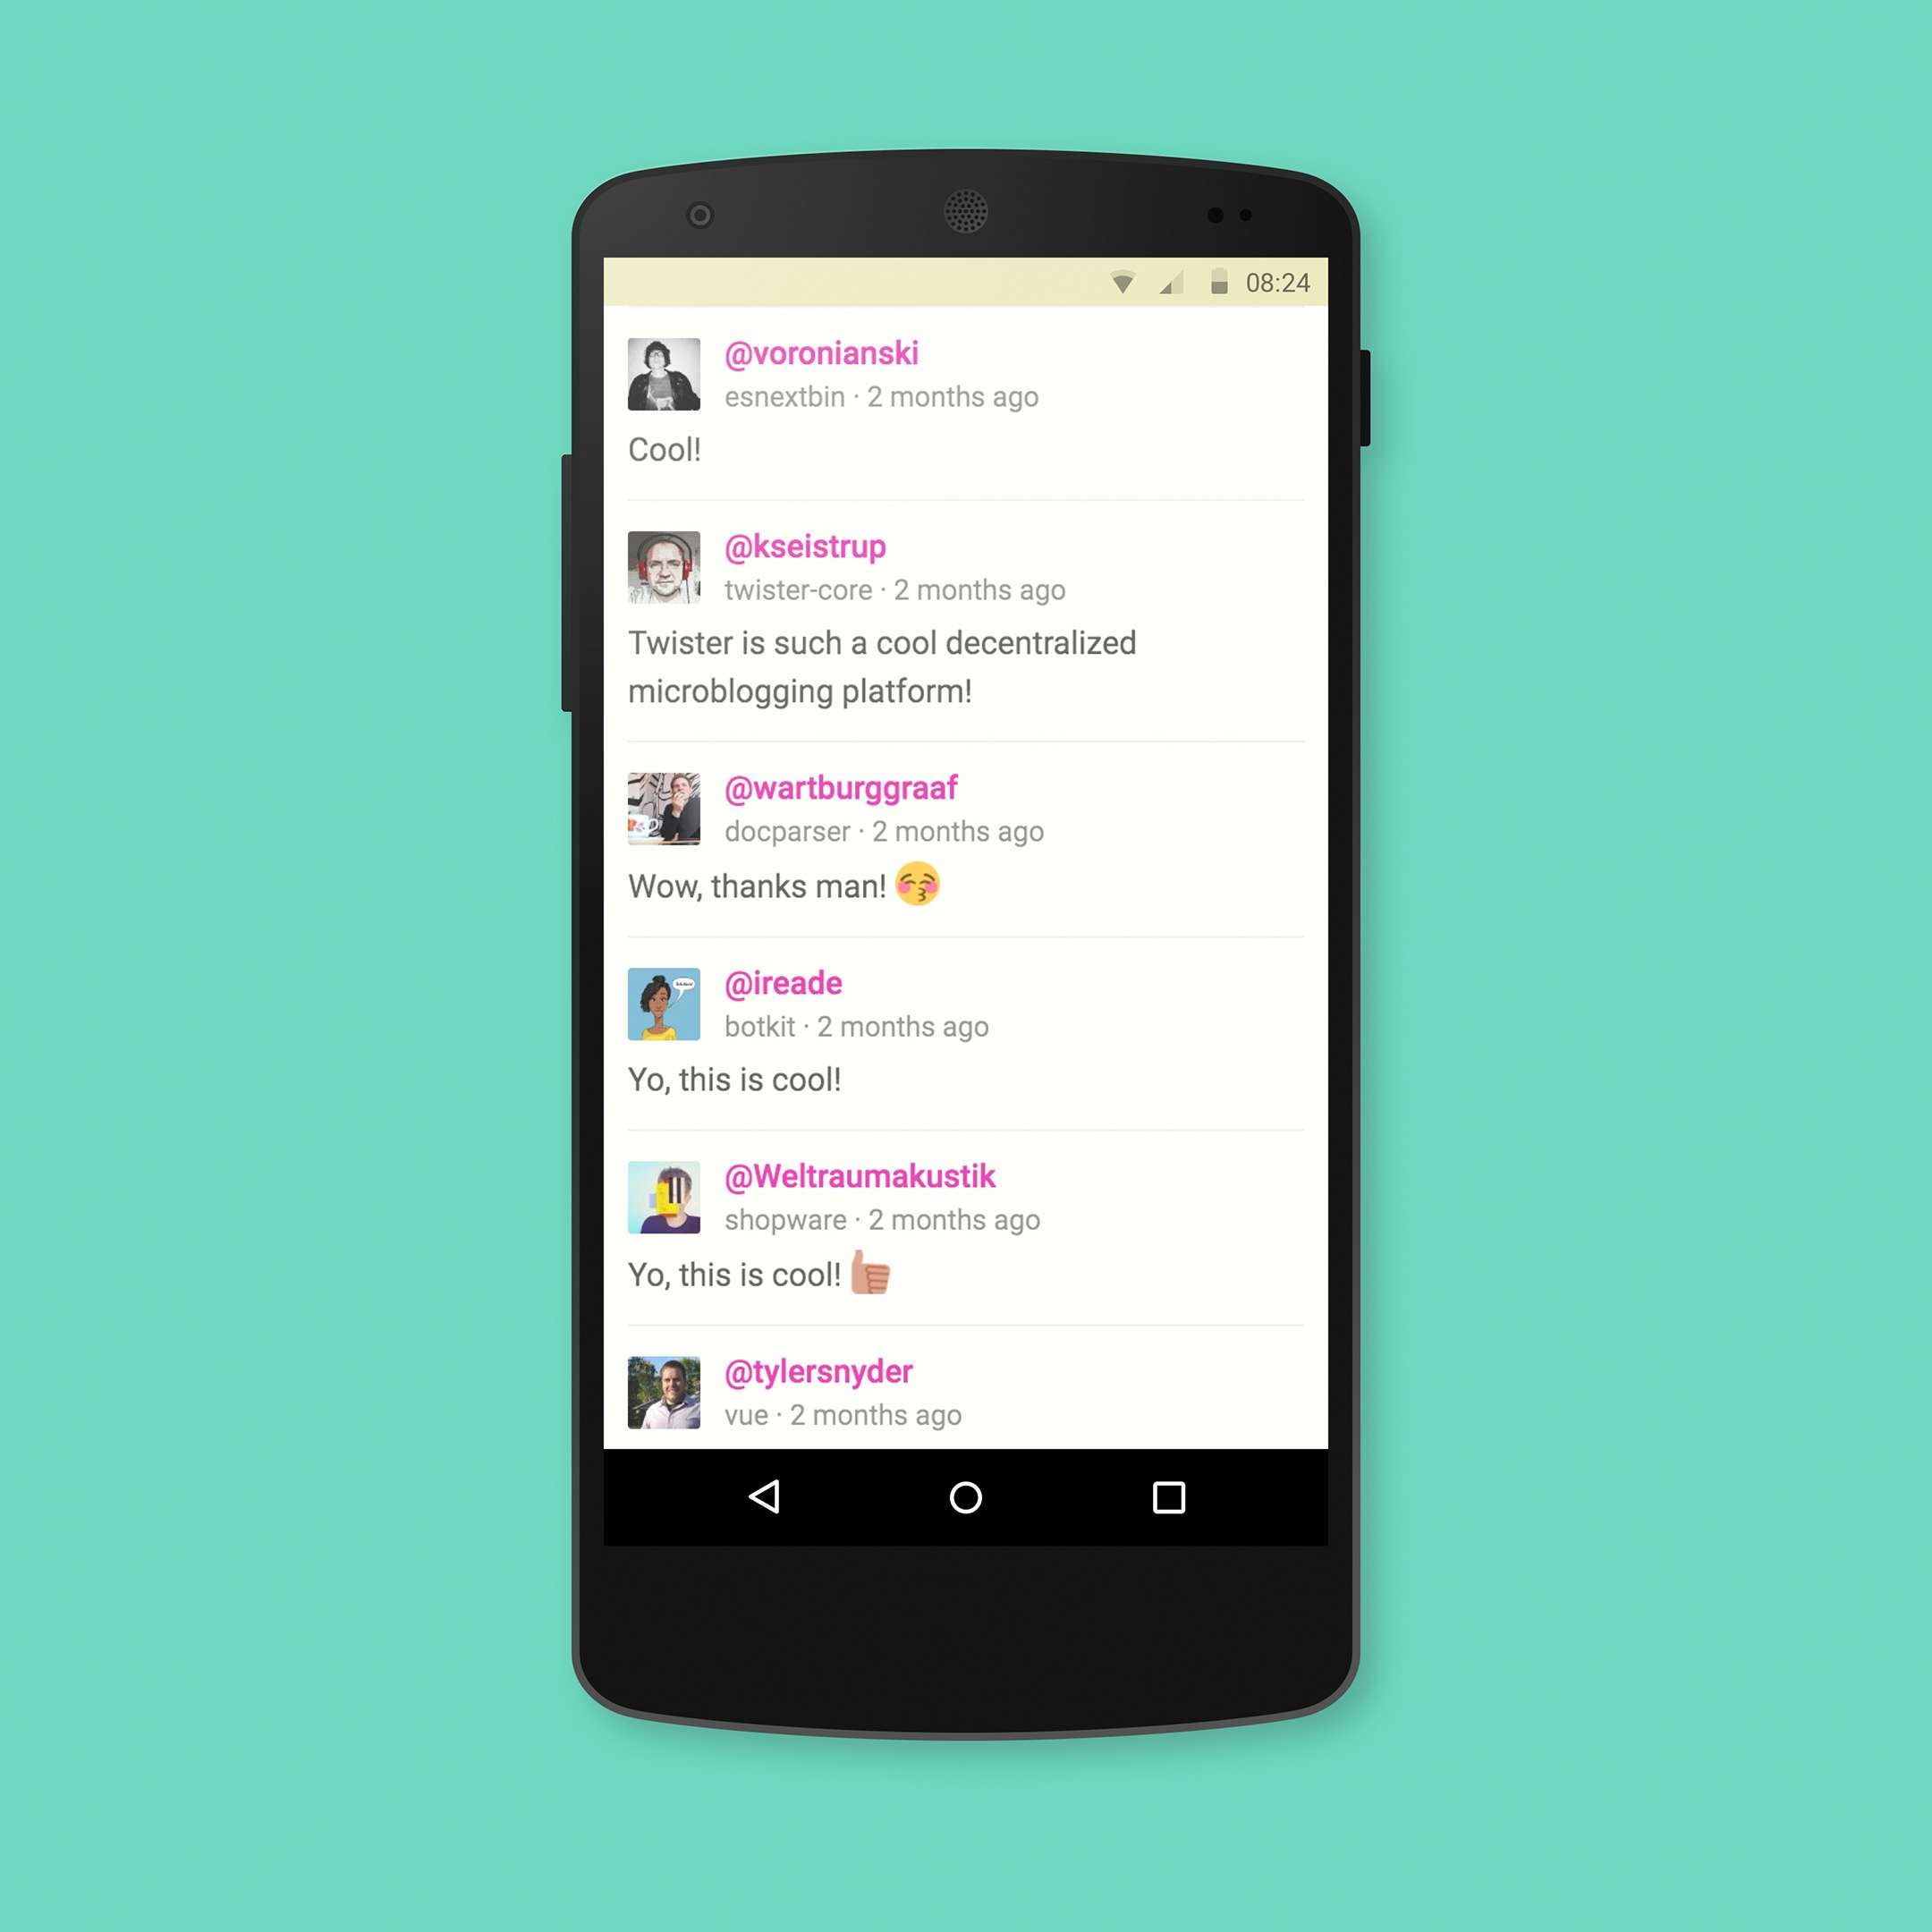 08:24
@voronianski
esnextbin · 2 months ago
Cool!
@kseistrup
twister-core · 2 months ago
Twister is such a cool decentralized
microblogging platform!
@wartburggraaf
docparser · 2 months ago
Wow, thanks man! 😚
@ireade
botkit · 2 months ago
Yo, this is cool!
@Weltraumakustik
shopware · 2 months ago
Yo, this is cool! 👍
@tylersnyder
vue · 2 months ago